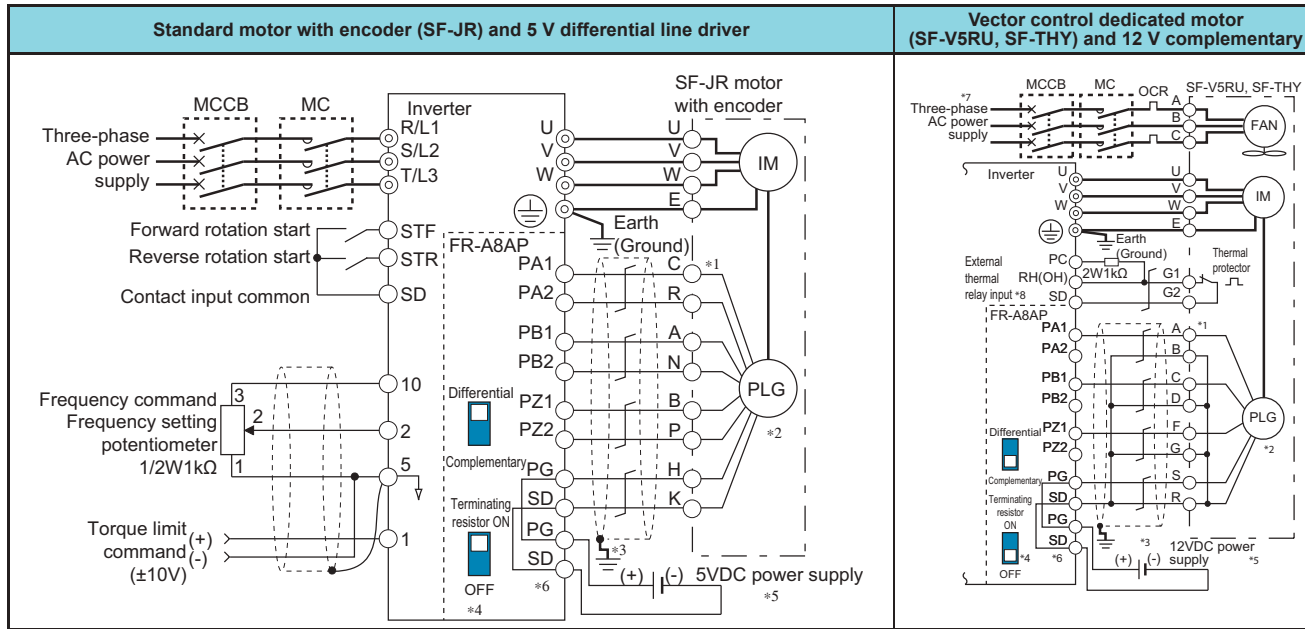 Standard motor with encoder (SF-JR) and 5 V differential line driver
MCCB
MC
Inverter
SF-JR motor
with encoder
Three-phase
AC power
supply
R/L1
S/L2
T/L3
U
V
W
U
V
W
E
IM
Earth
(Ground)
Forward rotation start
Reverse rotation start
Contact input common
STF
STR
SD
FR-A8AP
PA1
PA2
PB1
PB2
PZ1
PZ2
PG
SD
PG
SD
C
R
A
N
B
P
H
K
*1
PLG
*2
Differential
Complementary
Terminating
resistor ON
OFF
*4
*3
*6
(+)
(-)
5VDC power supply
*5
Frequency command
Frequency setting
potentiometer
1/2W1kΩ
3
2
1
10
2
5
1
Torque limit
command
(±10V)
(+)
(-)
Vector control dedicated motor
(SF-V5RU, SF-THY) and 12 V complementary
MCCB
MC
OCR
SF-V5RU, SF-THY
*7
Three-phase
AC power
supply
A
B
C
FAN
Inverter
U
V
W
U
V
W
E
IM
Earth
(Ground)
External
thermal
relay input *8
PC
RH(OH)
SD
2W1kΩ
G1
G2
Thermal
protector
FR-A8AP
PA1
PA2
PB1
PB2
PZ1
PZ2
PG
SD
PG
SD
A
B
C
D
F
G
S
R
*1
PLG
*2
Differential
Complementary
Terminating
resistor
ON
OFF
*4
*6
*3
(+)
(-)
12VDC power
supply
*5